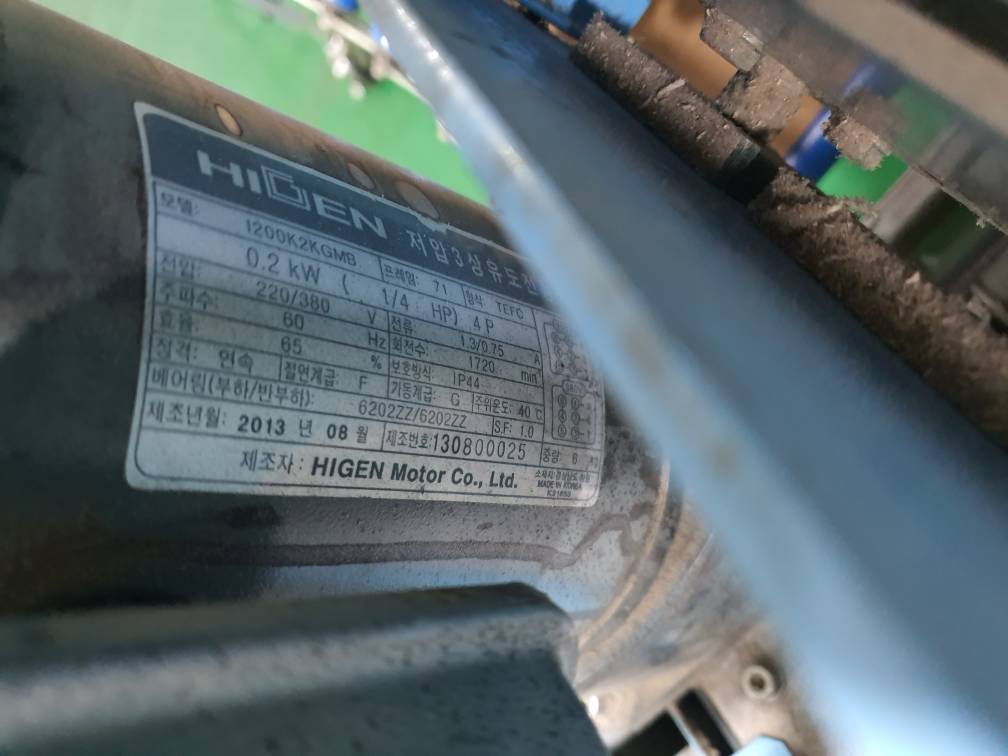 HIGEN 저압3상유도전
모델: I200K2KGMB 프레임: 71 형식: TEFC
0.2 kW ( 1/4 HP) 4 P
전압: 220/380 V 전류: 1.3/0.75 A
주파수: 60 Hz 회전수: 1720 min
효율: 65 % 보호방식: IP44
정격: 연속 절연계급: F 기동계급: G 주위온도: 40 ℃
베어링(부하/반부하): 6202ZZ/6202ZZ S.F: 1.0
제조년월: 2013 년 08 월 제조번호: 130800025 중량: 6
제조자: HIGEN Motor Co., Ltd.
MADE IN KOREA